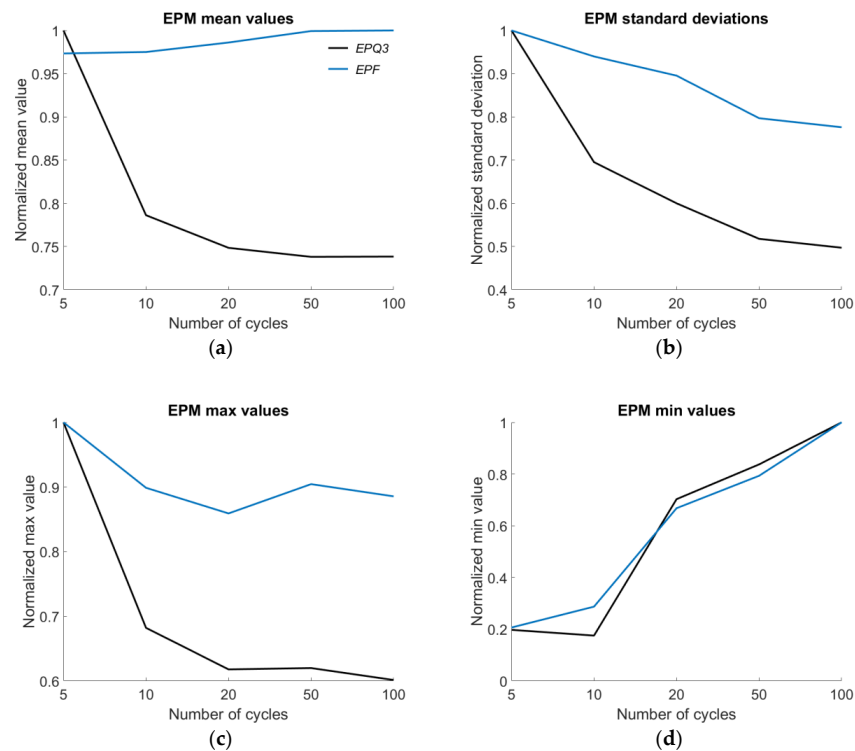 EPM mean values
1
0.95
0.9
0.85
0.8
0.75
0.7
Normalized mean value
EPQ3
EPF
5 10 20 50 100
Number of cycles
(a)
EPM standard deviations
1
0.9
0.8
0.7
0.6
0.5
0.4
Normalized standard deviation
5 10 20 50 100
Number of cycles
(b)
EPM max values
1
0.9
0.8
0.7
0.6
Normalized max value
5 10 20 50 100
Number of cycles
(c)
EPM min values
1
0.8
0.6
0.4
0.2
0
Normalized min value
5 10 20 50 100
Number of cycles
(d)